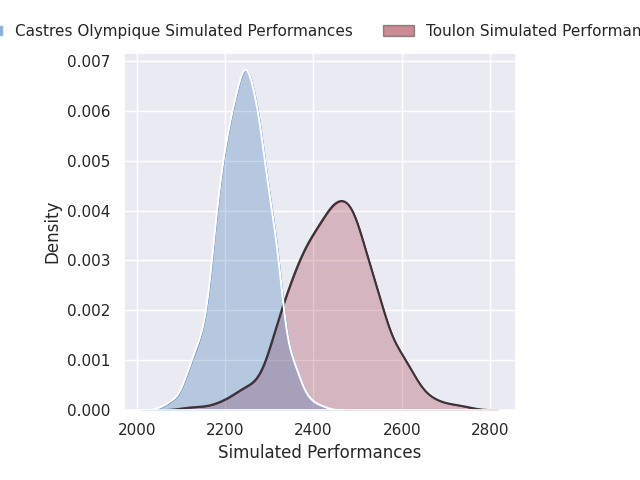 Castres Olympique Simulated Performances
Toulon Simulated Performan
0.007
0.006
0.005
0.004
0.003
0.002
0.001
0.000
Density
2000 2200 2400 2600 2800
Simulated Performances